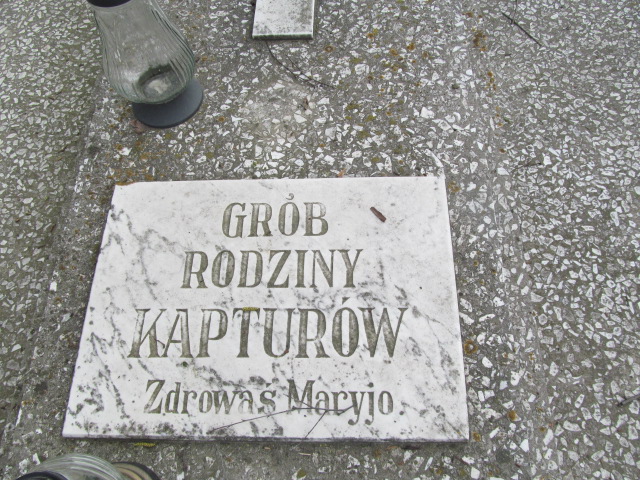 GRÓB
RODZINY
KAPTURÓW
Zdrowaś Maryjo